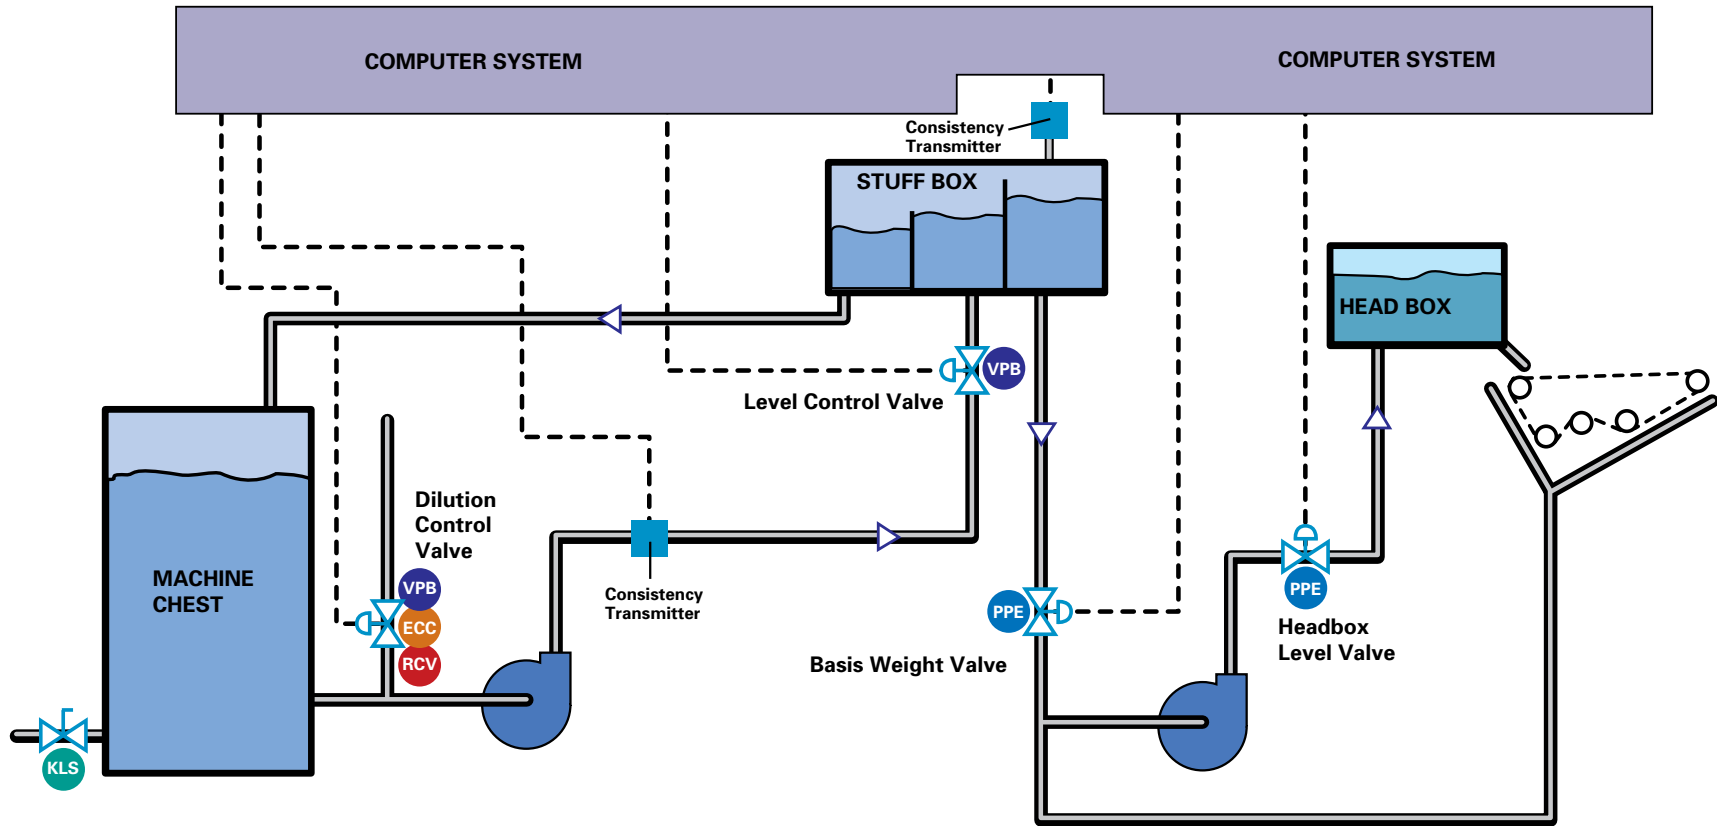 COMPUTER SYSTEM
COMPUTER SYSTEM
Consistency
Transmitter
STUFF BOX
HEAD BOX
VPB
Level Control Valve
Dilution
Control
Valve
MACHINE
CHEST
VPB
ECC
RCV
Consistency
Transmitter
PPE
Basis Weight Valve
PPE
Headbox
Level Valve
KLS